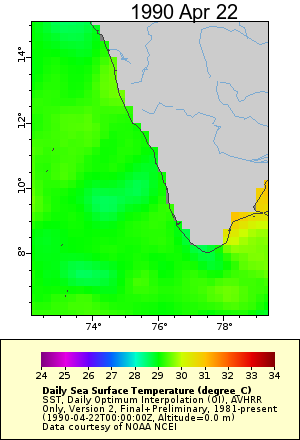 1990 Apr 22
14°
12°
10°
8°
74°
76°
78°
24 25 26 27 28 29 30 31 32 33 34
Daily Sea Surface Temperature (degree_C)
SST, Daily Optimum Interpolation (OI), AVHRR
Only, Version 2, Final+Preliminary, 1981-present
(1990-04-22T00:00:00Z, Altitude=0.0 m)
Data courtesy of NOAA NCEI